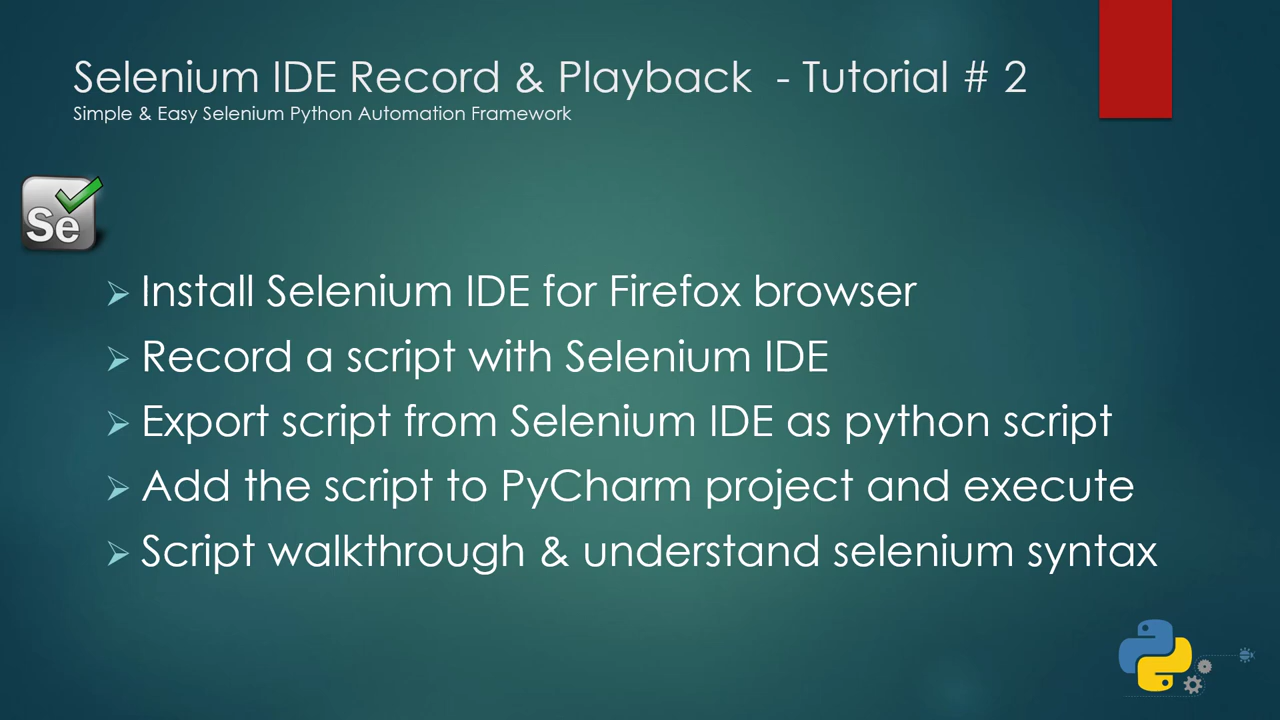 Selenium IDE Record & Playback - Tutorial # 2
Simple & Easy Selenium Python Automation Framework
Se
Install Selenium IDE for Firefox browser
Record a script with Selenium IDE
Export script from Selenium IDE as python script
Add the script to PyCharm project and execute
Script walkthrough & understand selenium syntax